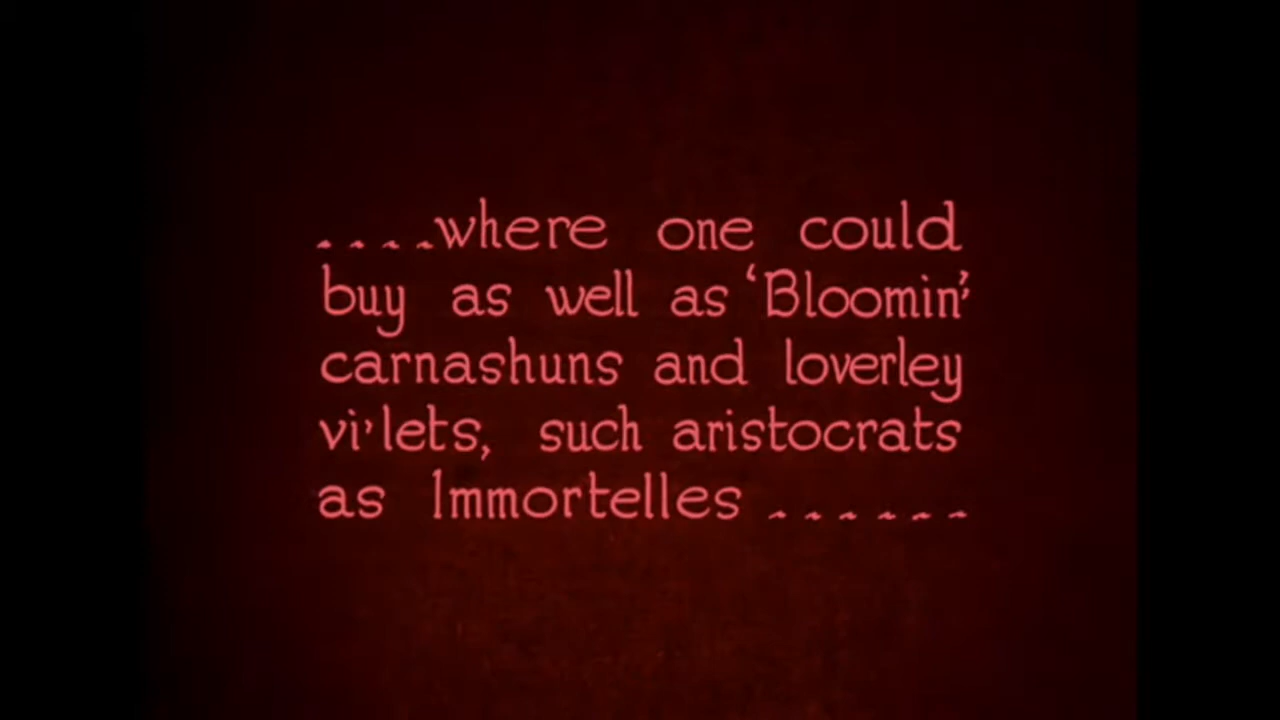 ....where one could
buy as well as ‘Bloomin’
carnashuns and loverley
vi’lets, such aristocrats
as Immortelles ......